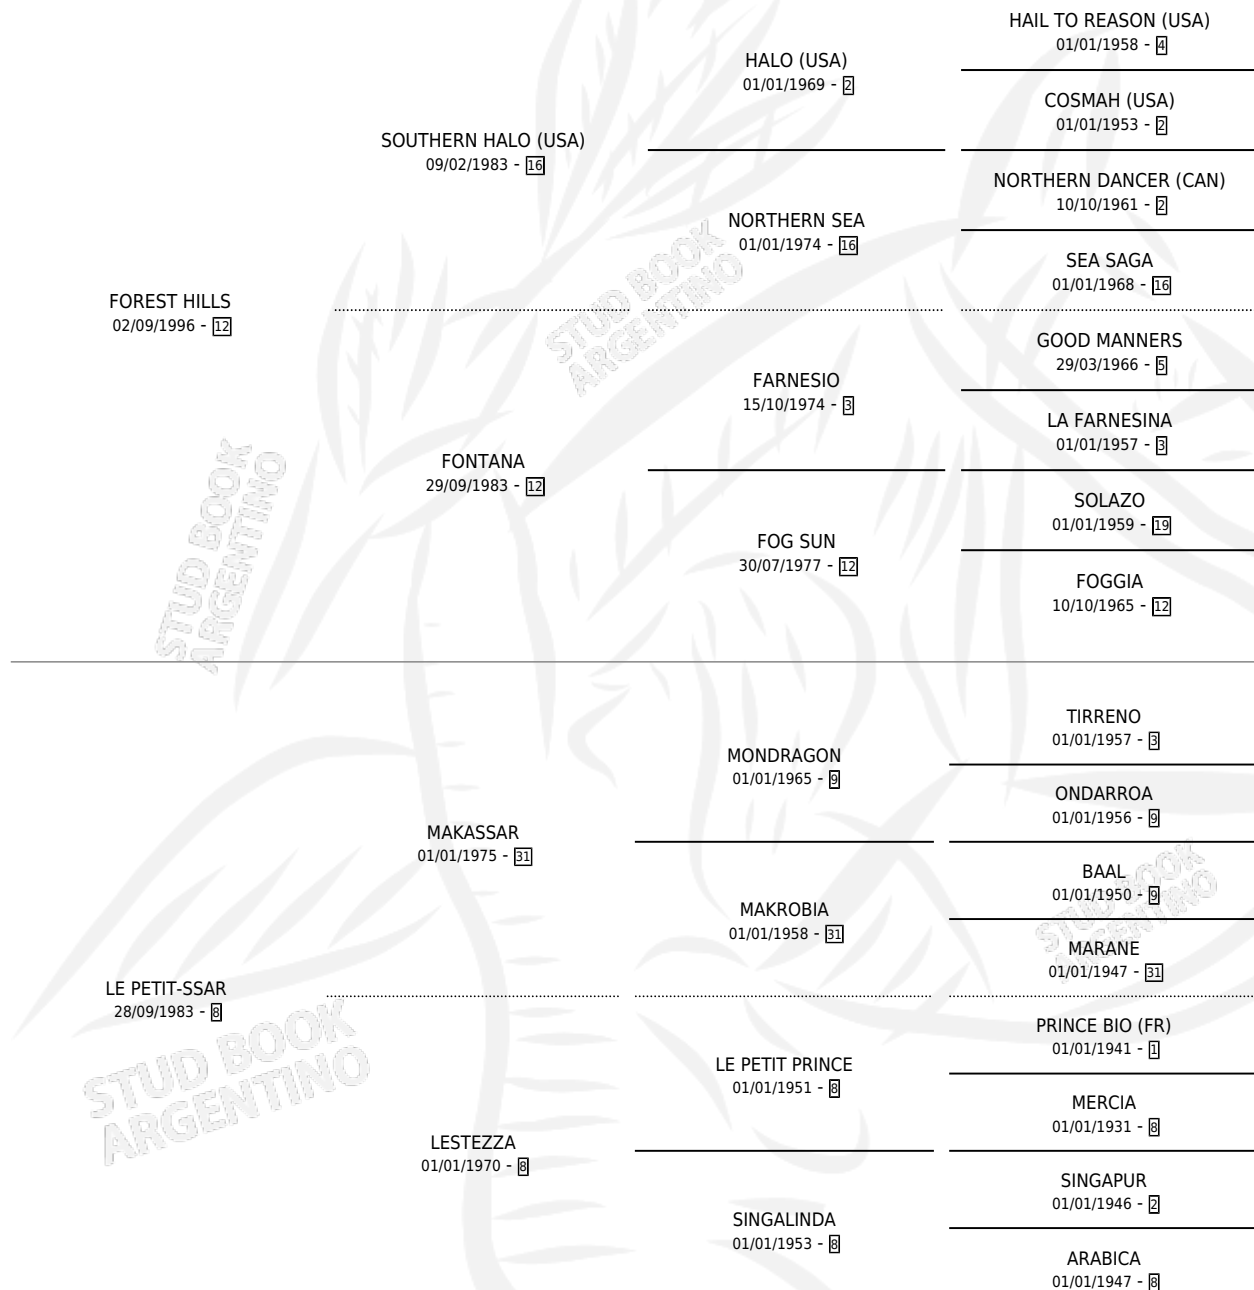 HAIL TO REASON (USA)
01/01/1958 - 4
HALO (USA)
01/01/1969 - 2
COSMAH (USA)
01/01/1953 - 2
SOUTHERN HALO (USA)
09/02/1983 - 16
NORTHERN DANCER (CAN)
10/10/1961 - 2
NORTHERN SEA
01/01/1974 - 16
SEA SAGA
01/01/1968 - 16
FOREST HILLS
02/09/1996 - 12
STUD BOOK
ARGENTINO
GOOD MANNERS
29/03/1966 - 5
FARNESIO
15/10/1974 - 3
LA FARNESINA
01/01/1957 - 3
FONTANA
29/09/1983 - 12
SOLAZO
01/01/1959 - 19
FOG SUN
30/07/1977 - 12
FOGGIA
10/10/1965 - 12
STUD BOOK
ARGENTINO
TIRRENO
01/01/1957 - 3
MONDRAGON
01/01/1965 - 9
ONDARROA
01/01/1956 - 9
MAKASSAR
01/01/1975 - 31
BAAL
01/01/1950 - 9
MAKROBIA
01/01/1958 - 31
STUD BOOK
ARGENTINO
MARANE
01/01/1947 - 31
LE PETIT-SSAR
28/09/1983 - 8
PRINCE BIO (FR)
01/01/1941 - 1
LE PETIT PRINCE
01/01/1951 - 8
STUD BOOK
ARGENTINO
MERCIA
01/01/1931 - 8
LESTEZZA
01/01/1970 - 8
SINGAPUR
01/01/1946 - 2
SINGALINDA
01/01/1953 - 8
ARABICA
01/01/1947 - 8